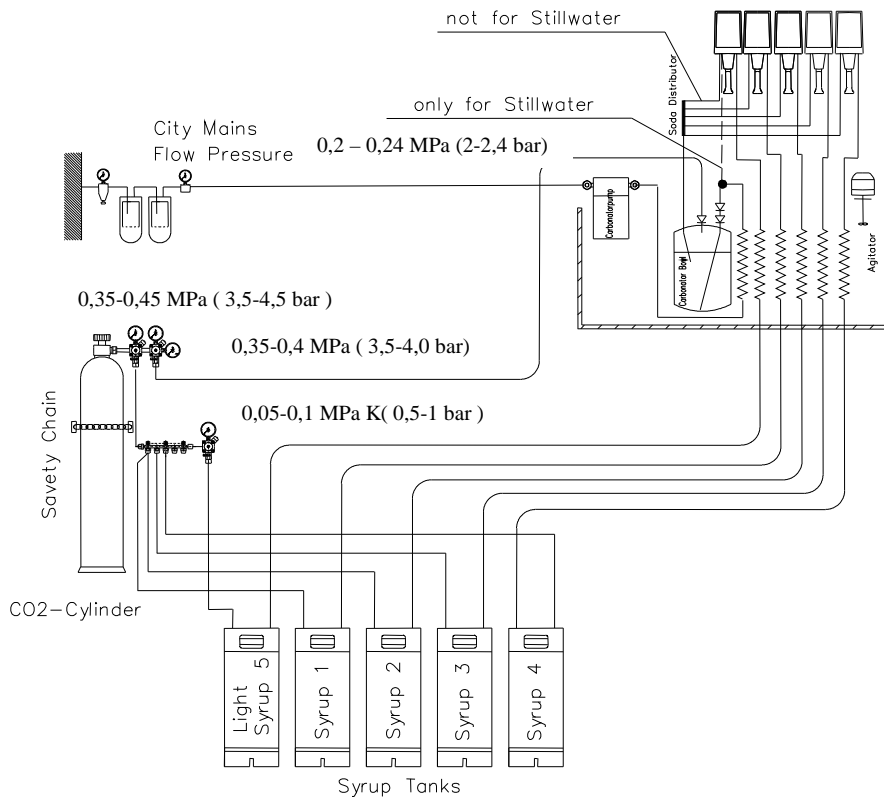 not for Stillwater
only for Stillwater
Soda Distributor
City Mains
Flow Pressure
0,2 – 0,24 MPa (2-2,4 bar)
Carbonatorpump
Carbonator Bowl
Agitator
0,35-0,45 MPa ( 3,5-4,5 bar )
0,35-0,4 MPa ( 3,5-4,0 bar)
0,05-0,1 MPa K( 0,5-1 bar )
Savety Chain
CO2-Cylinder
Light
Syrup 5
Syrup 1
Syrup 2
Syrup 3
Syrup 4
Syrup Tanks